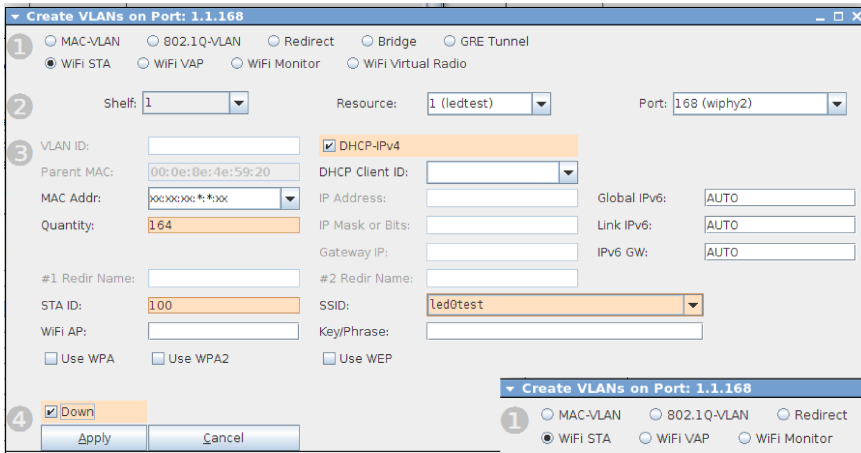 Create VLANs on Port: 1.1.168
1 MAC-VLAN 802.1Q-VLAN Redirect Bridge GRE Tunnel
WiFi STA WiFi VAP WiFi Monitor WiFi Virtual Radio
2 Shelf: 1 Resource: 1 (ledtest) Port: 168 (wiphy2)
3 VLAN ID: DHCP-IPv4
Parent MAC: 00:0e:8e:4e:59:20 DHCP Client ID:
MAC Addr: xx:xx:xx:*:*:xx IP Address: Global IPv6: AUTO
Quantity: 164 IP Mask or Bits: Link IPv6: AUTO
Gateway IP: IPv6 GW: AUTO
#1 Redir Name: #2 Redir Name:
STA ID: 100 SSID: led0test
WiFi AP: Key/Phrase:
Use WPA Use WPA2 Use WEP
4 Down
Apply Cancel
Create VLANs on Port: 1.1.168
1 MAC-VLAN 802.1Q-VLAN Redirect
WiFi STA WiFi VAP WiFi Monitor